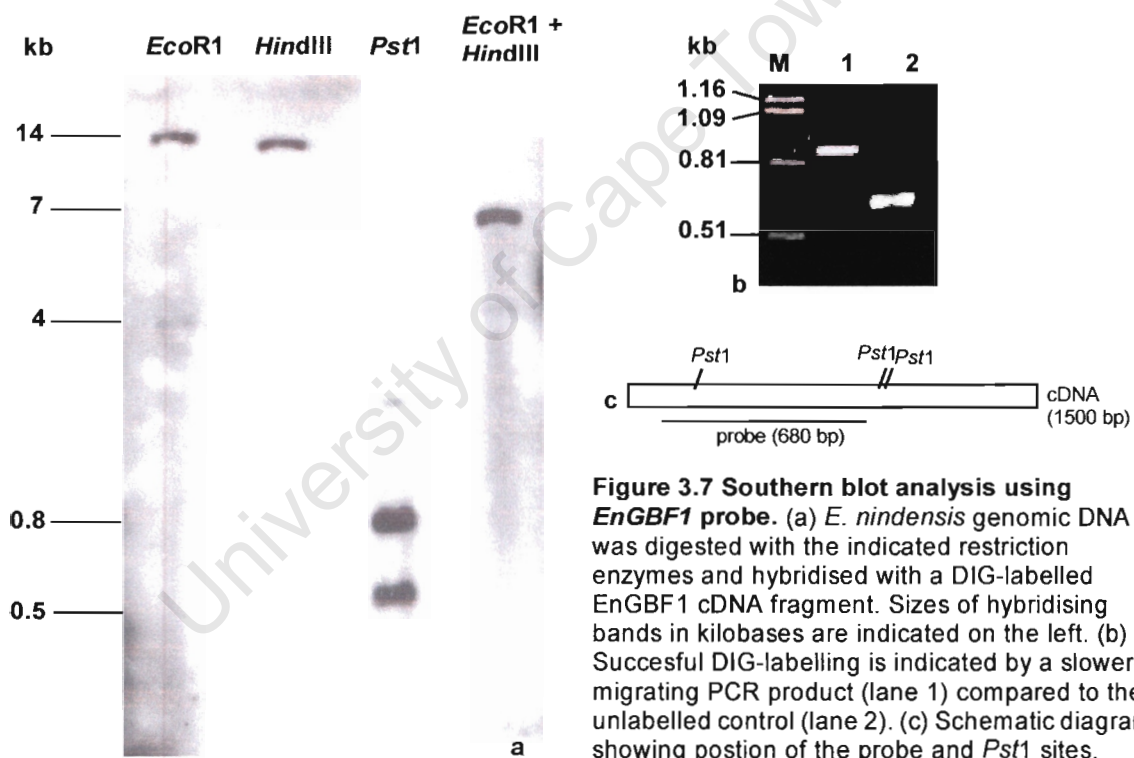 kb
EcoR1
HindIII
Pst1
EcoR1 +
HindIII
14
7
4
0.8
0.5
a
kb
M
1
2
1.16
1.09
0.81
0.51
b
Pst1
Pst1Pst1
c
cDNA
(1500 bp)
probe (680 bp)
Figure 3.7 Southern blot analysis using
EnGBF1 probe. (a) E. nindensis genomic DNA
was digested with the indicated restriction
enzymes and hybridised with a DIG-labelled
EnGBF1 cDNA fragment. Sizes of hybridising
bands in kilobases are indicated on the left. (b)
Succesful DIG-labelling is indicated by a slower
migrating PCR product (lane 1) compared to the
unlabelled control (lane 2). (c) Schematic diagram
showing postion of the probe and Pst1 sites.
University of Cape Tow